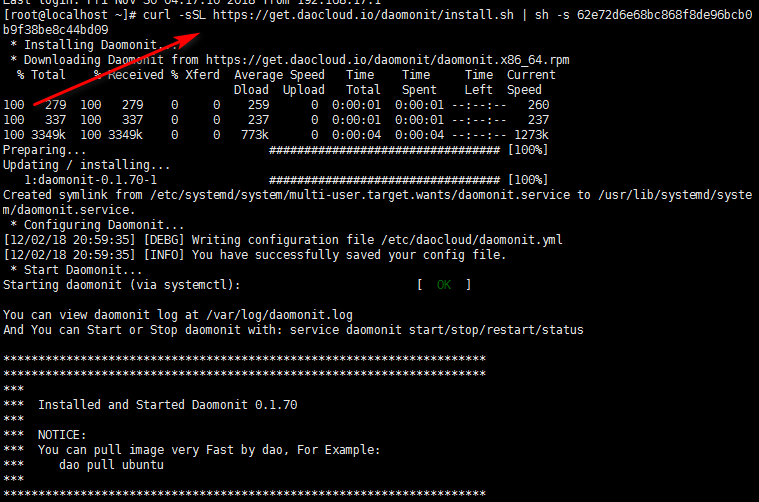 Last login: Fri Nov 30 04:17:10 2018 from 192.168.17.1
[root@localhost ~]# curl -sSL https://get.daocloud.io/daomonit/install.sh | sh -s 62e72d6e68bc868f8de96bcb0
b9f38be8c44bd09
 * Installing Daomonit...
 * Downloading Daomonit from https://get.daocloud.io/daomonit/daomonit.x86_64.rpm
  % Total    % Received % Xferd  Average Speed   Time    Time     Time  Current
                                 Dload  Upload   Total   Spent    Left  Speed
100   279  100   279    0     0    259      0  0:00:01  0:00:01 --:--:--   260
100   337  100   337    0     0    237      0  0:00:01  0:00:01 --:--:--   237
100 3349k  100 3349k    0     0   773k      0  0:00:04  0:00:04 --:--:-- 1273k
Preparing...                          ################################# [100%]
Updating / installing...
   1:daomonit-0.1.70-1                ################################# [100%]
Created symlink from /etc/systemd/system/multi-user.target.wants/daomonit.service to /usr/lib/systemd/syste
m/daomonit.service.
 * Configuring Daomonit...
[12/02/18 20:59:35] [DEBG] Writing configuration file /etc/daocloud/daomonit.yml
[12/02/18 20:59:35] [INFO] You have successfully saved your config file.
 * Start Daomonit...
Starting daomonit (via systemctl):                         [  OK  ]

You can view daomonit log at /var/log/daomonit.log
And You can Start or Stop daomonit with: service daomonit start/stop/restart/status

*********************************************************************
*********************************************************************
***
***  Installed and Started Daomonit 0.1.70
***
***  NOTICE:
***  You can pull image very Fast by dao, For Example:
***     dao pull ubuntu
***
*********************************************************************